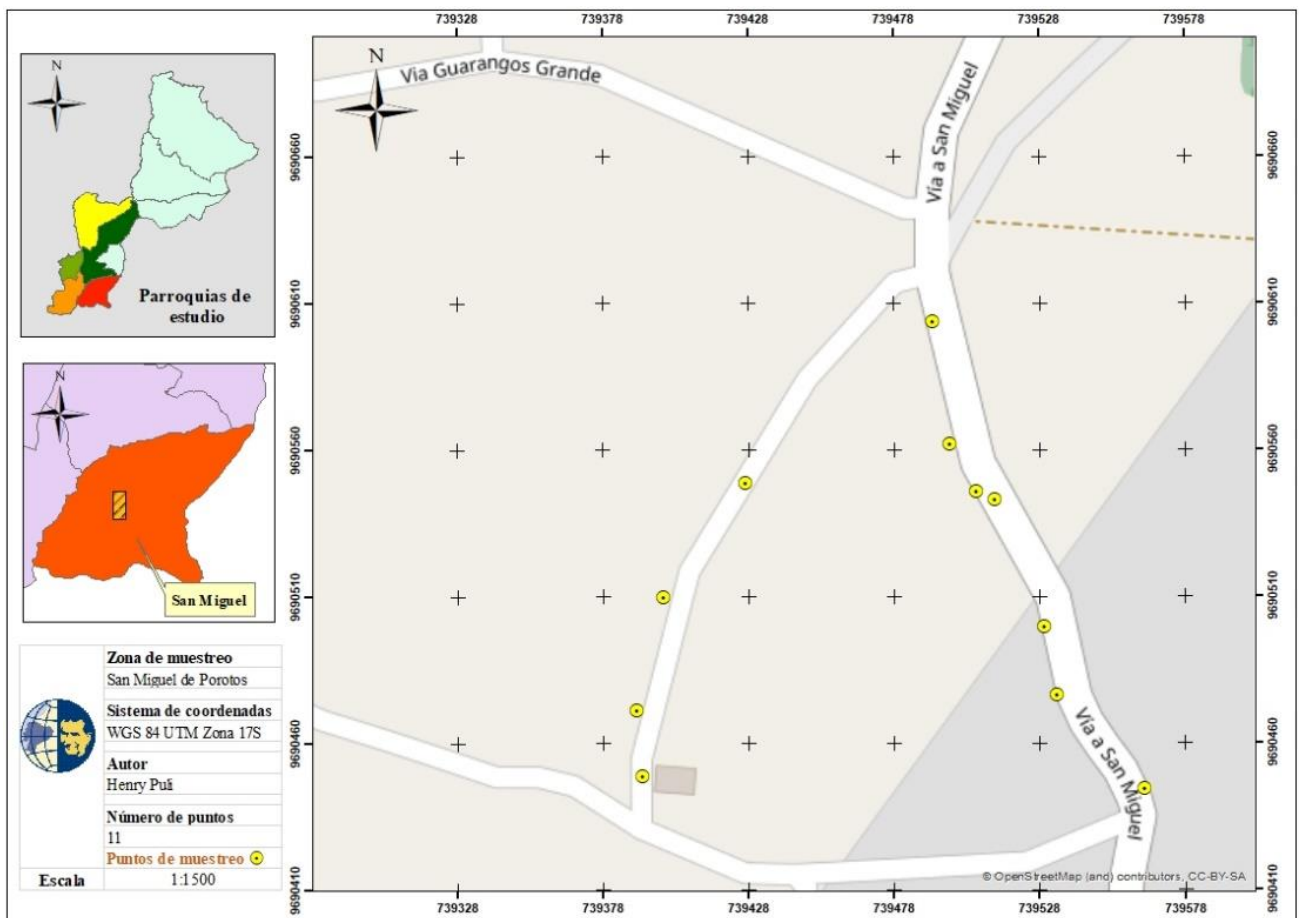 739328 739378 739428 739478 739528 739578
N
Parroquias de
estudio
N
San Miguel
Zona de muestreo
San Miguel de Porotos
Sistema de coordenadas
WGS 84 UTM Zona 17S
Autor
Henry Puli
Número de puntos
11
Puntos de muestreo
Escala 1:1500
N
Vía Guarangos Grande
Vía a San Miguel
Vía a San Miguel
9690660 9690660
9690610 9690610
9690560 9690560
9690510 9690510
9690460 9690460
9690410 9690410
© OpenStreetMap (and) contributors, CC-BY-SA
739328 739378 739428 739478 739528 739578